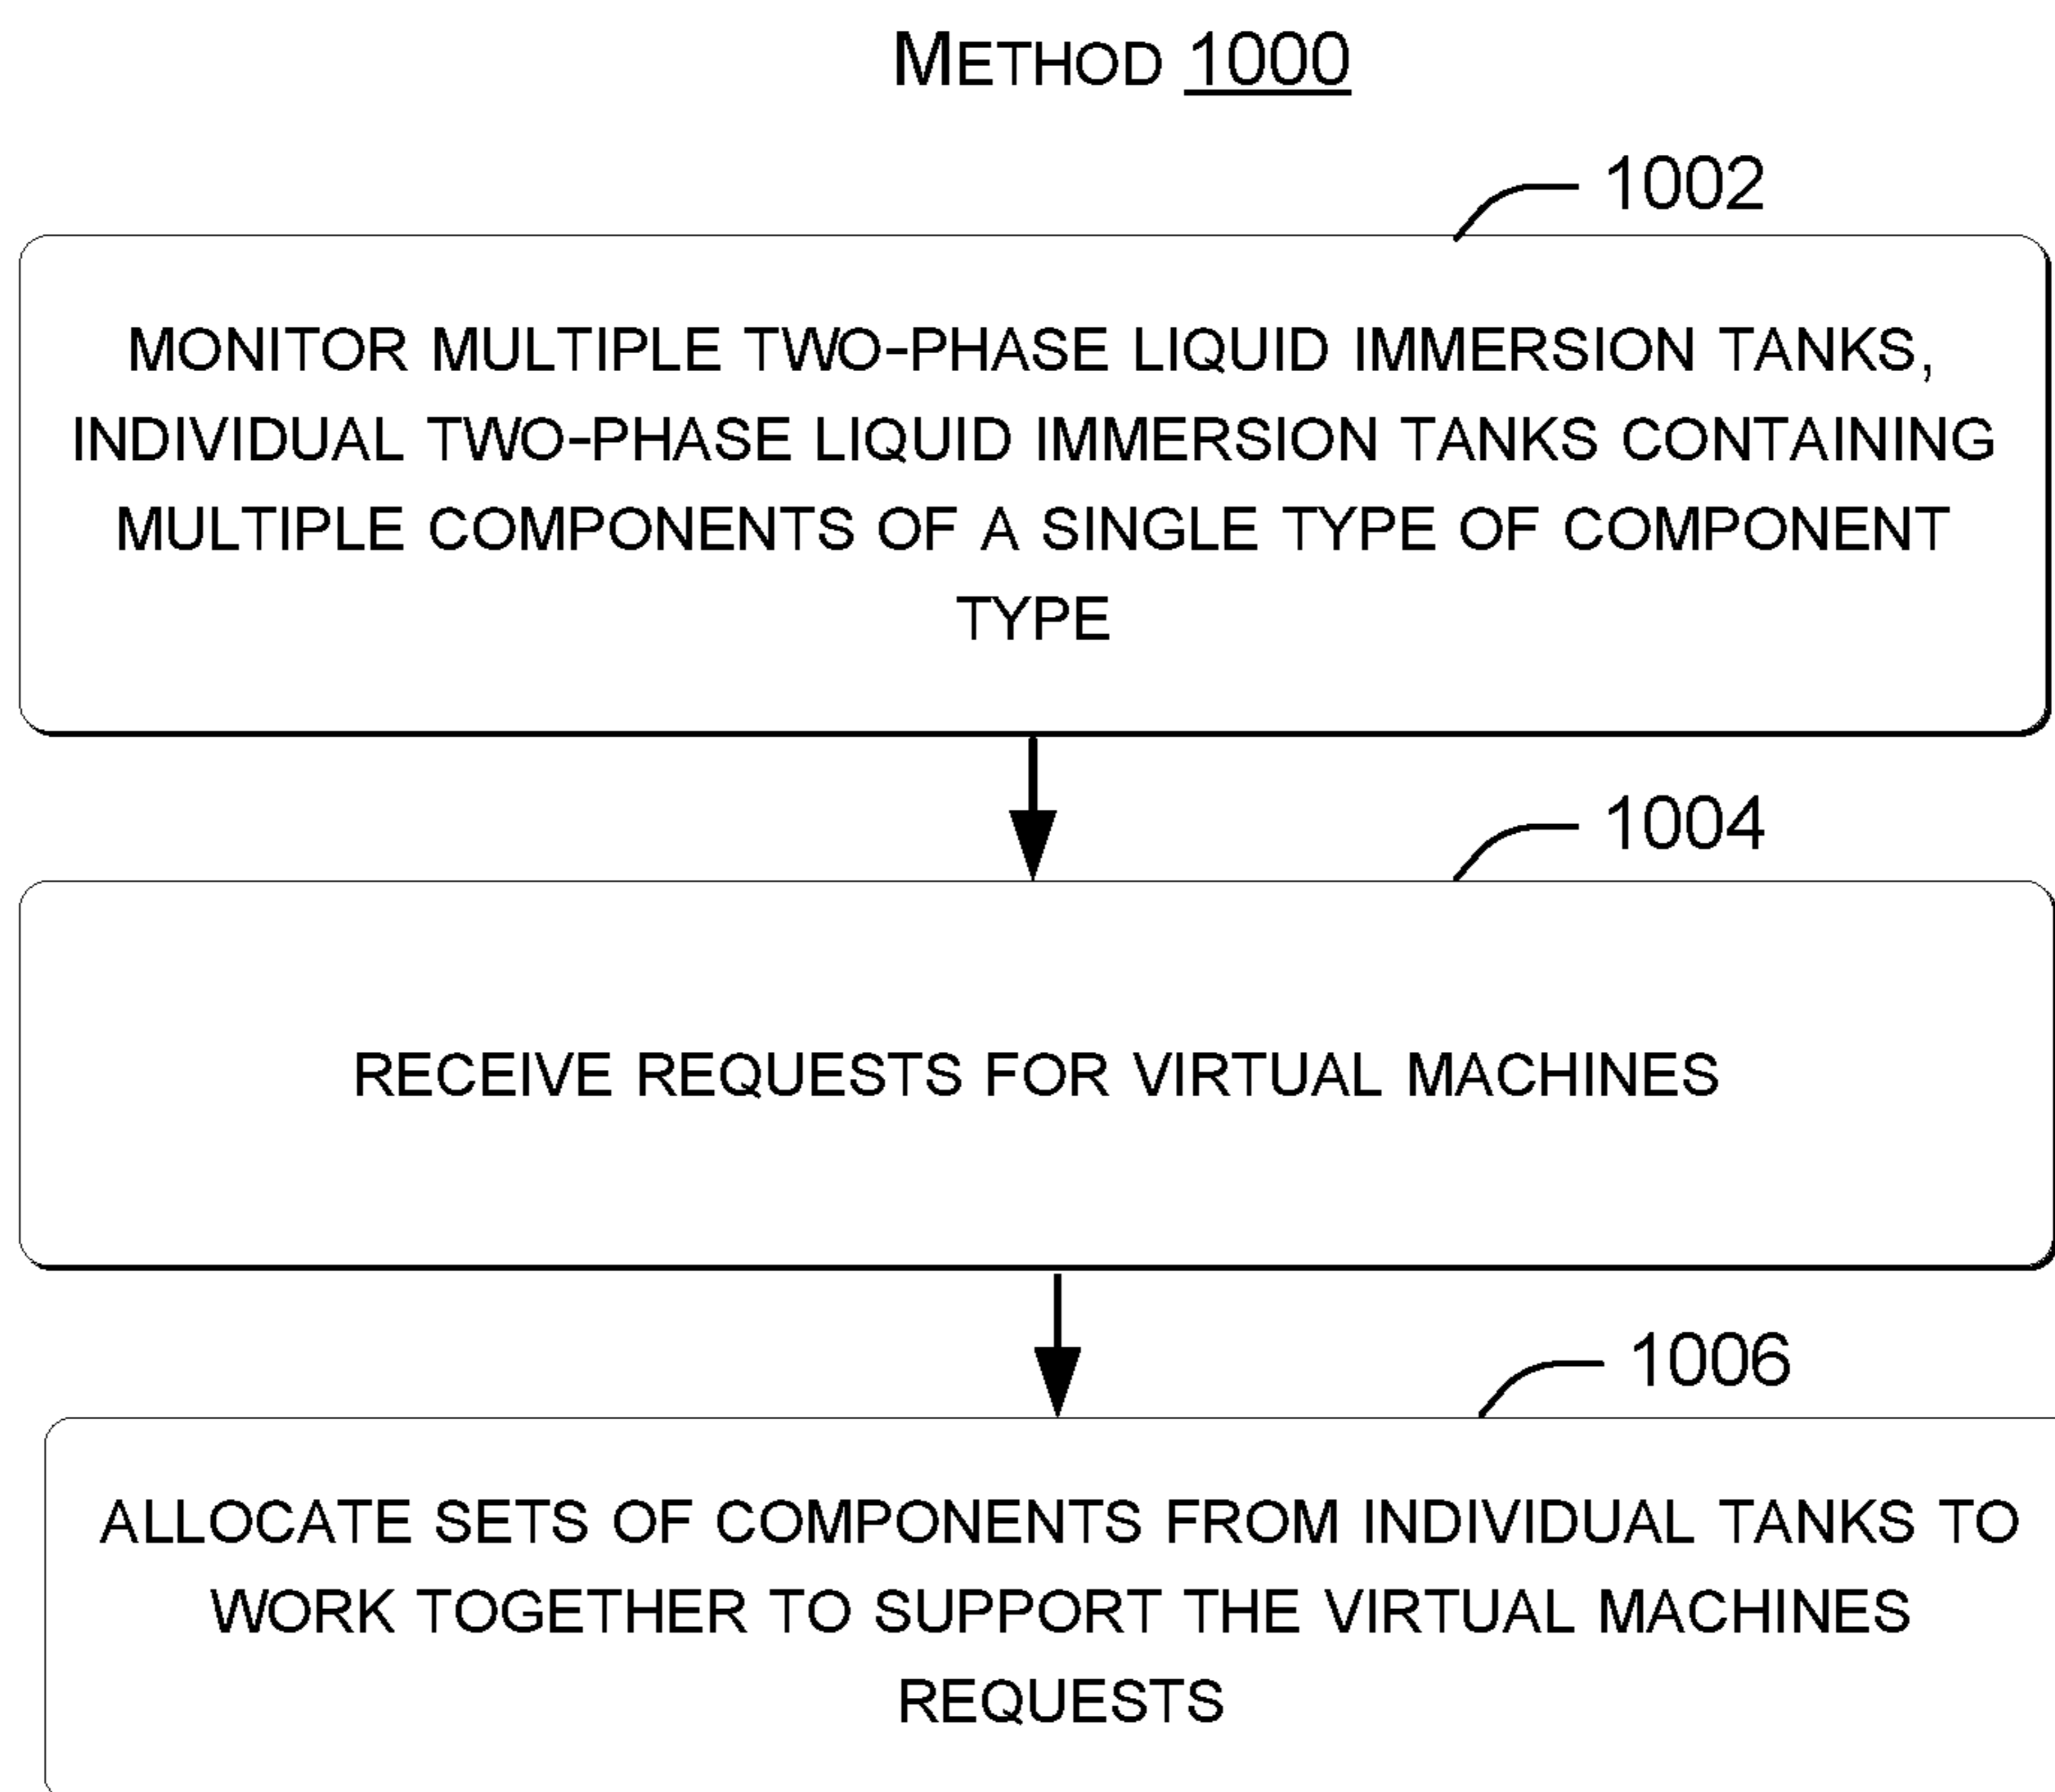 METHOD 1000
1002
MONITOR MULTIPLE TWO-PHASE LIQUID IMMERSION TANKS,
INDIVIDUAL TWO-PHASE LIQUID IMMERSION TANKS CONTAINING
MULTIPLE COMPONENTS OF A SINGLE TYPE OF COMPONENT
TYPE
1004
RECEIVE REQUESTS FOR VIRTUAL MACHINES
1006
ALLOCATE SETS OF COMPONENTS FROM INDIVIDUAL TANKS TO
WORK TOGETHER TO SUPPORT THE VIRTUAL MACHINES
REQUESTS